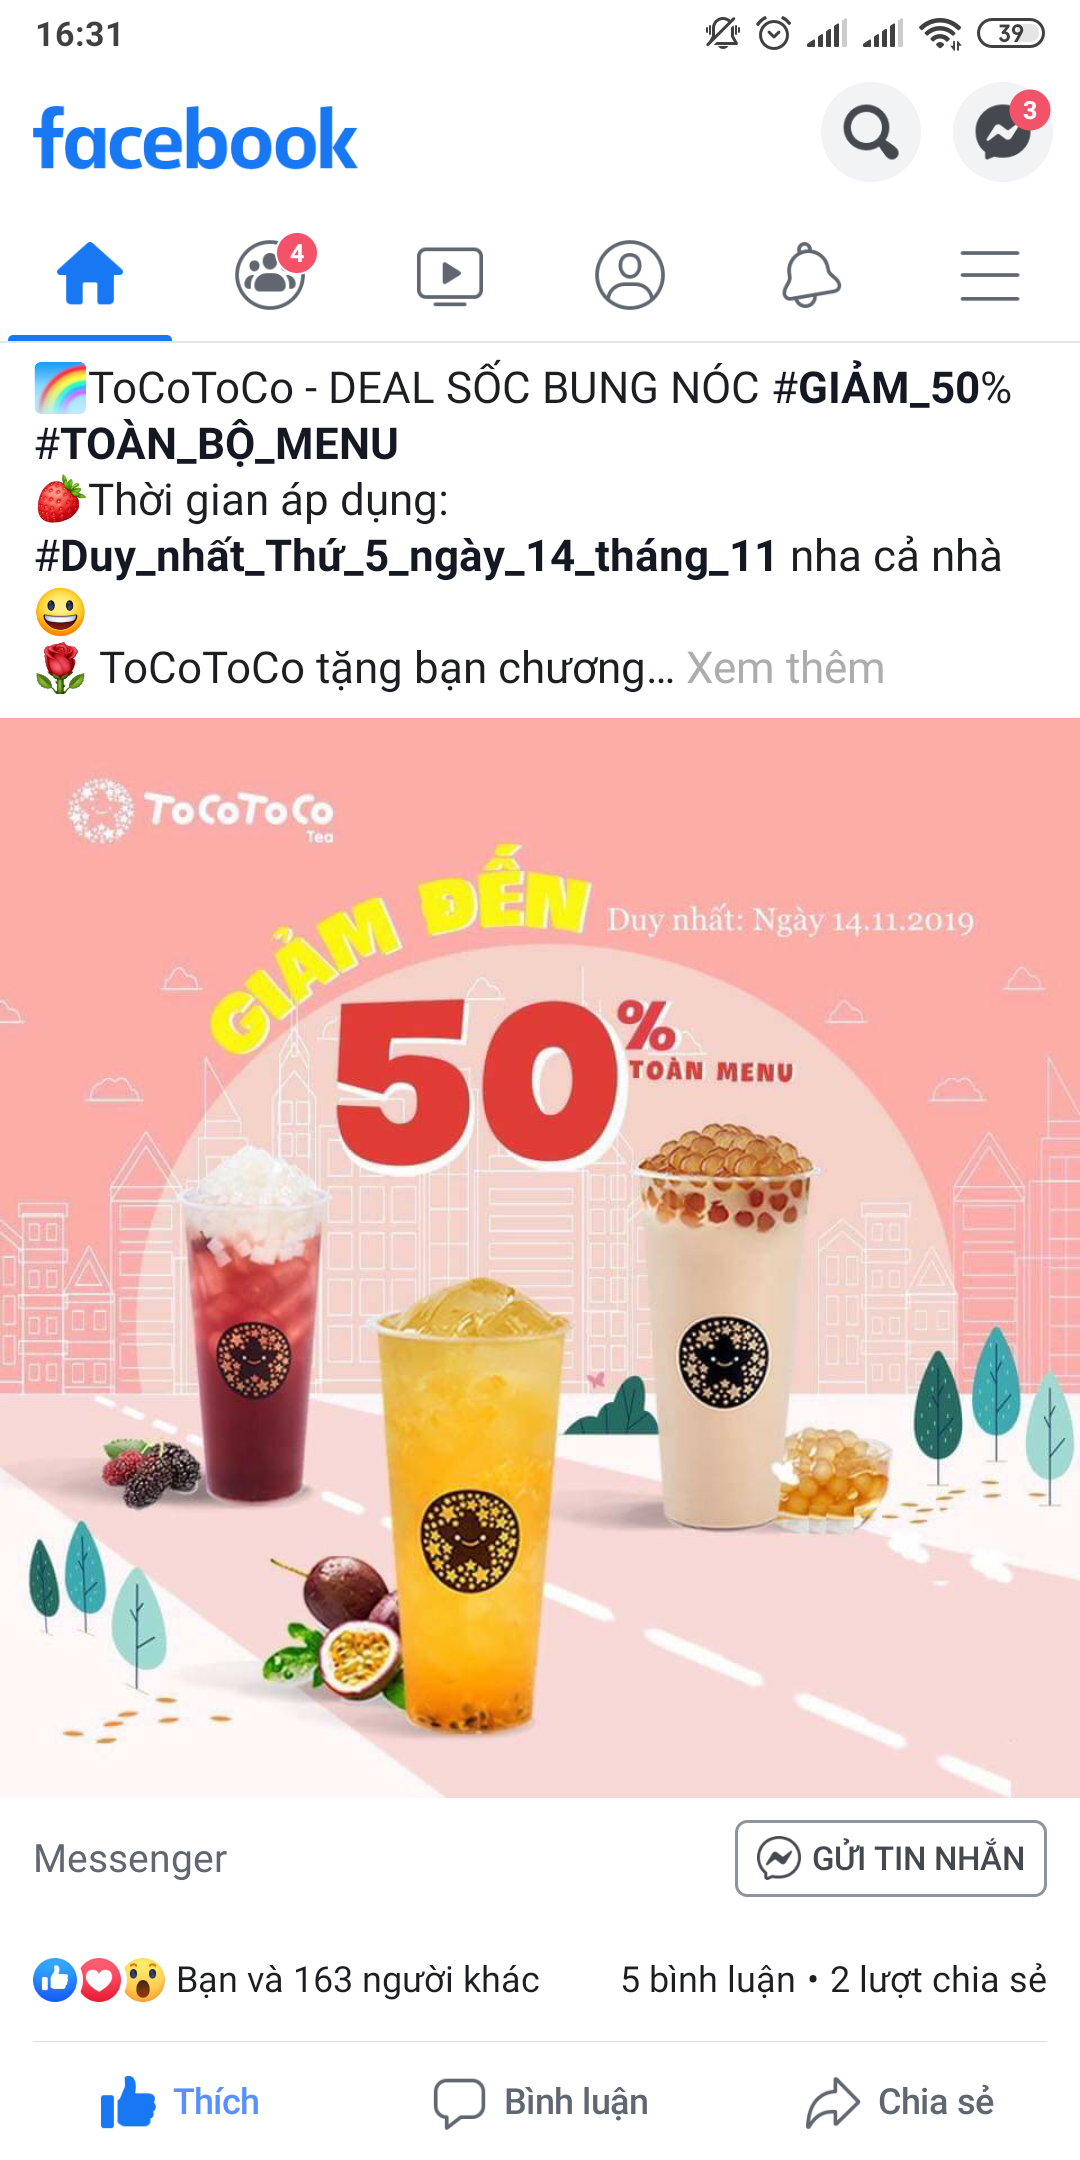 16:31
39
facebook
3
4
ToCoToCo - DEAL SỐC BUNG NÓC #GIẢM_50%
#TOÀN_BỘ_MENU
Thời gian áp dụng:
#Duy_nhất_Thứ_5_ngày_14_tháng_11 nha cả nhà
ToCoToCo tặng bạn chương... Xem thêm
ToCoToCo
Tea
GIẢM ĐẾN
Duy nhất: Ngày 14.11.2019
50%
TOÀN MENU
Messenger
GỬI TIN NHẮN
Bạn và 163 người khác
5 bình luận • 2 lượt chia sẻ
Thích
Bình luận
Chia sẻ